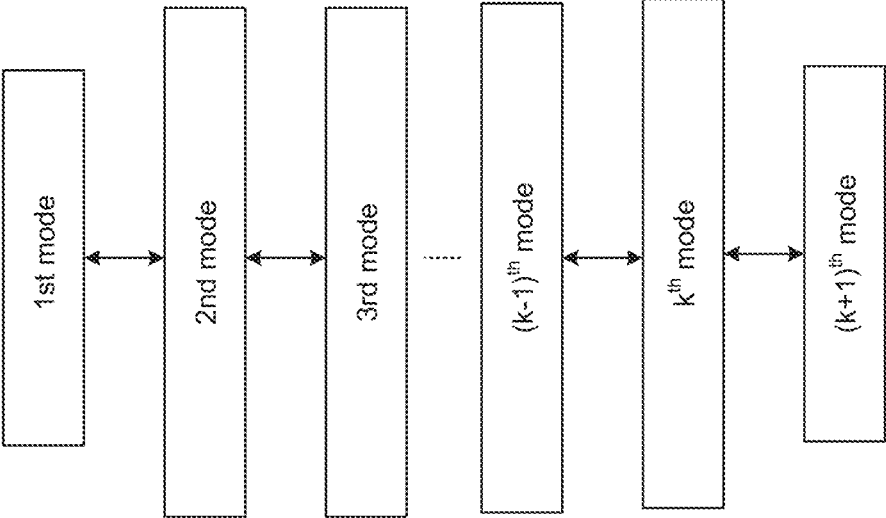 1st mode
2nd mode
3rd mode
(k-1)th mode
kth mode
(k+1)th mode